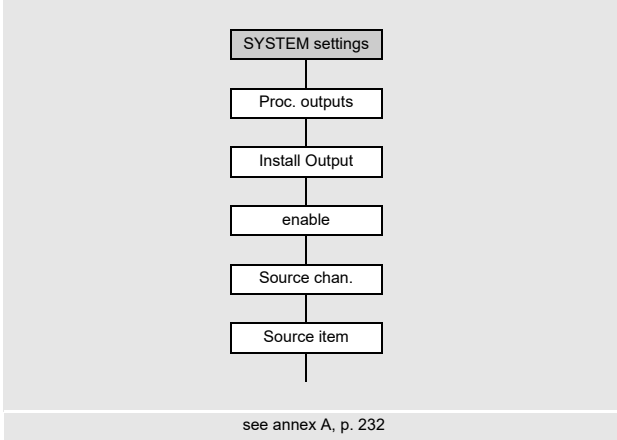 SYSTEM settings
Proc. outputs
Install Output
enable
Source chan.
Source item
see annex A, p. 232